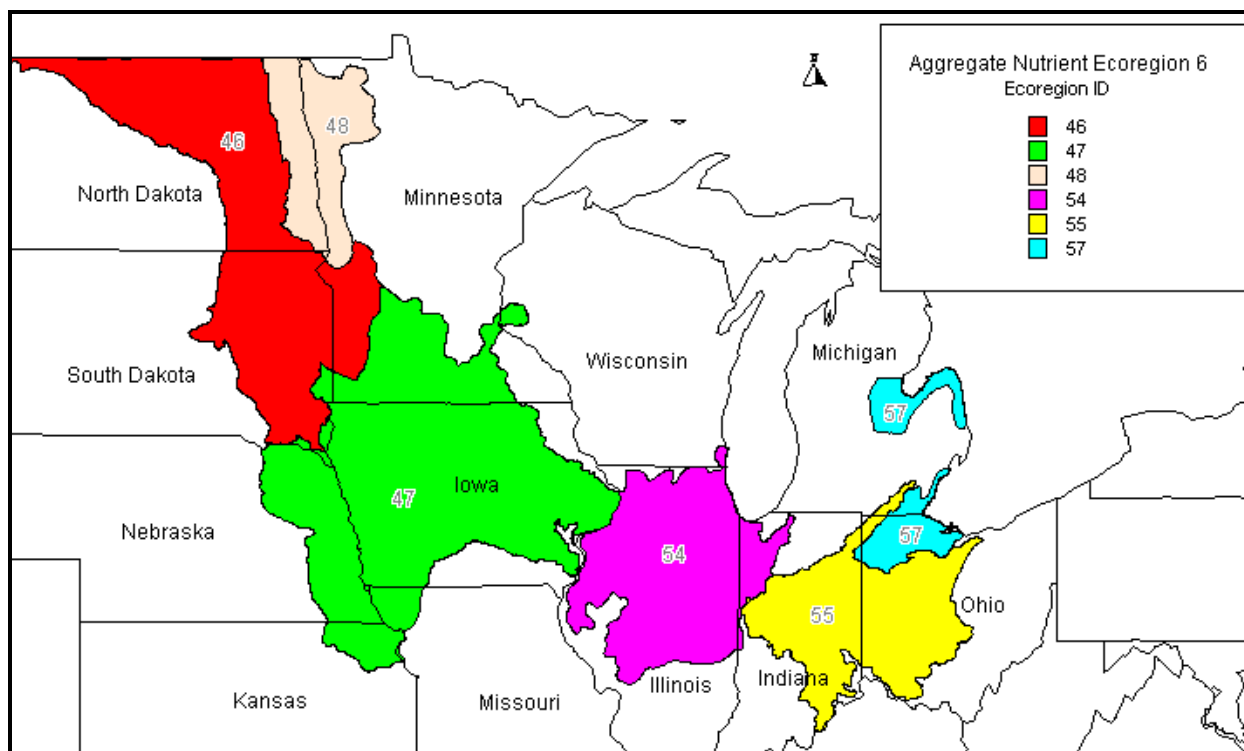 Aggregate Nutrient Ecoregion 6
Ecoregion ID
46
47
48
54
55
57
N
46
48
North Dakota
Minnesota
South Dakota
Wisconsin
Michigan
57
Nebraska
47
Iowa
54
57
55
Ohio
Kansas
Missouri
Illinois
Indiana